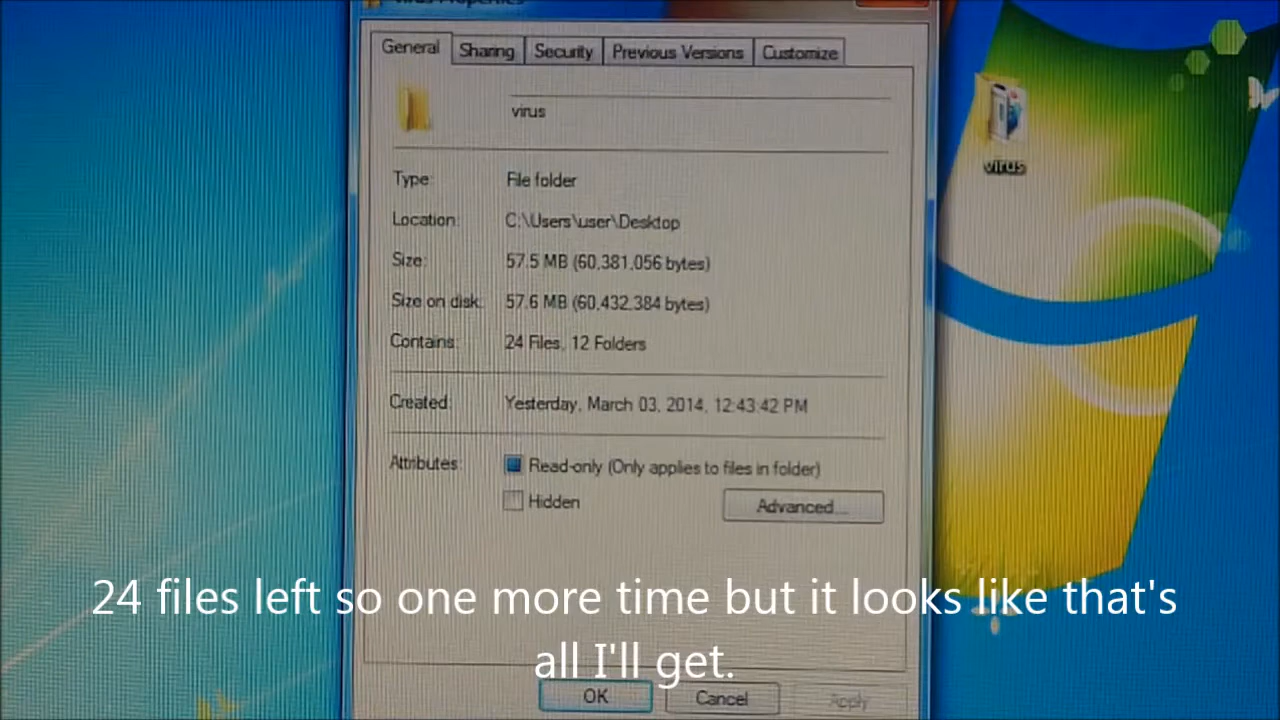 virus Properties
General Sharing Security Previous Versions Customize
virus
virus
Type: File folder
Location: C:\Users\user\Desktop
Size: 57.5 MB (60,381,056 bytes)
Size on disk: 57.6 MB (60,432,384 bytes)
Contains: 24 Files, 12 Folders
Created: Yesterday, March 03, 2014, 12:43:42 PM
Attributes: Read-only (Only applies to files in folder)
Hidden Advanced...
24 files left so one more time but it looks like that's
all I'll get.
OK Cancel Apply